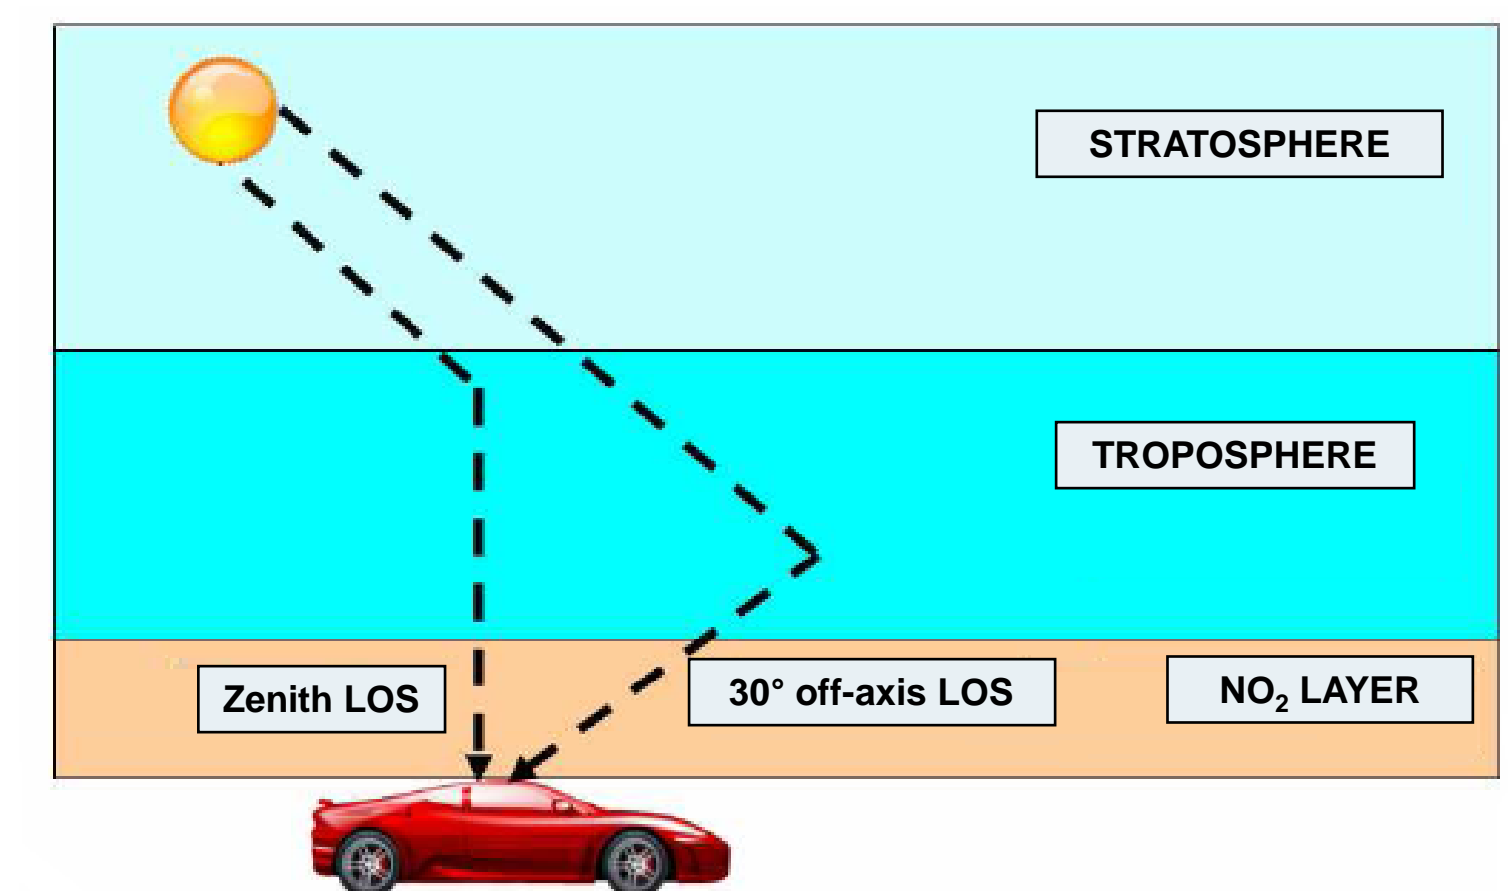 STRATOSPHERE
TROPOSPHERE
Zenith LOS
30° off-axis LOS
NO₂ LAYER